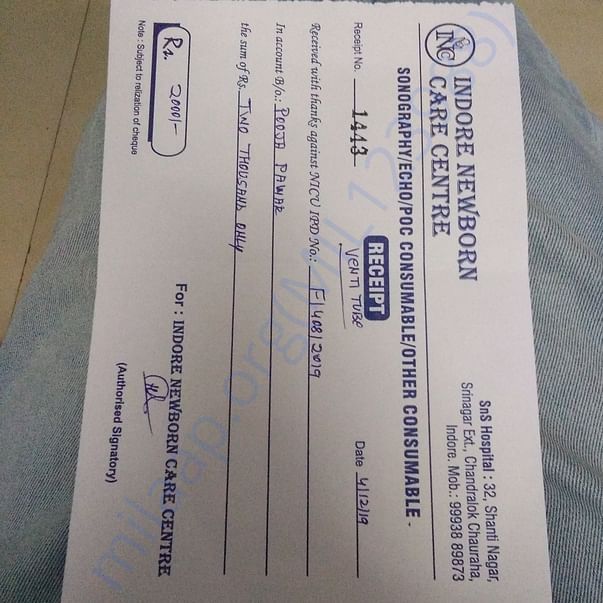 INC
INDORE NEWBORN
CARE CENTRE
SnS Hospital : 32, Shanti Nagar,
Srinagar Ext., Chandralok Chauraha,
Indore. Mob.: 99938 89873
SONOGRAPHY/ECHO/POC CONSUMABLE/OTHER CONSUMABLE -
RECEIPT
Receipt No. 1443 VENTI TUBE Date 4/12/19
Received with thanks against NICU IPD No.: F/408/2019
In account B/o.: POOJA PAWAR
the sum of Rs. TWO THOUSAND ONLY
Rs. 2000/-
For : INDORE NEWBORN CARE CENTRE
Note : Subject to relization of cheque
(Authorised Signatory)